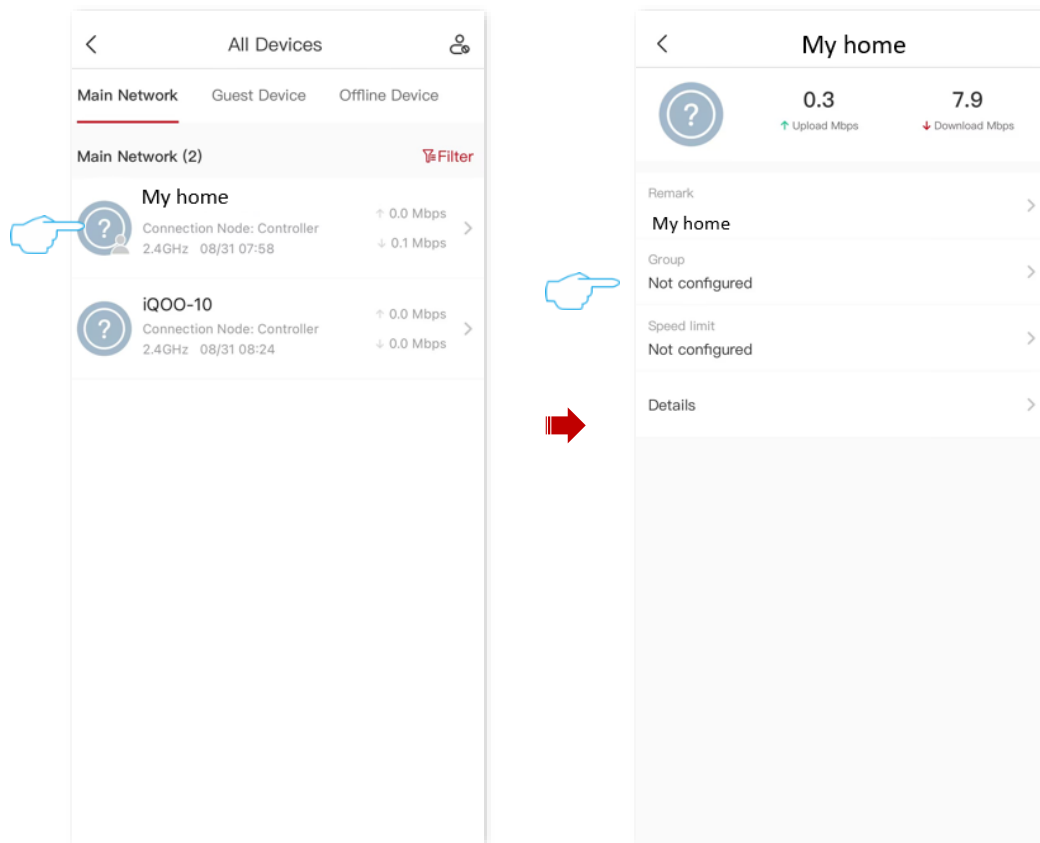 All Devices
Main Network Guest Device Offline Device
Main Network (2) Filter
My home
Connection Node: Controller
2.4GHz 08/31 07:58
↑ 0.0 Mbps
↓ 0.1 Mbps
iQOO-10
Connection Node: Controller
2.4GHz 08/31 08:24
↑ 0.0 Mbps
↓ 0.0 Mbps
My home
0.3 7.9
↑ Upload Mbps ↓ Download Mbps
Remark
My home
Group
Not configured
Speed limit
Not configured
Details